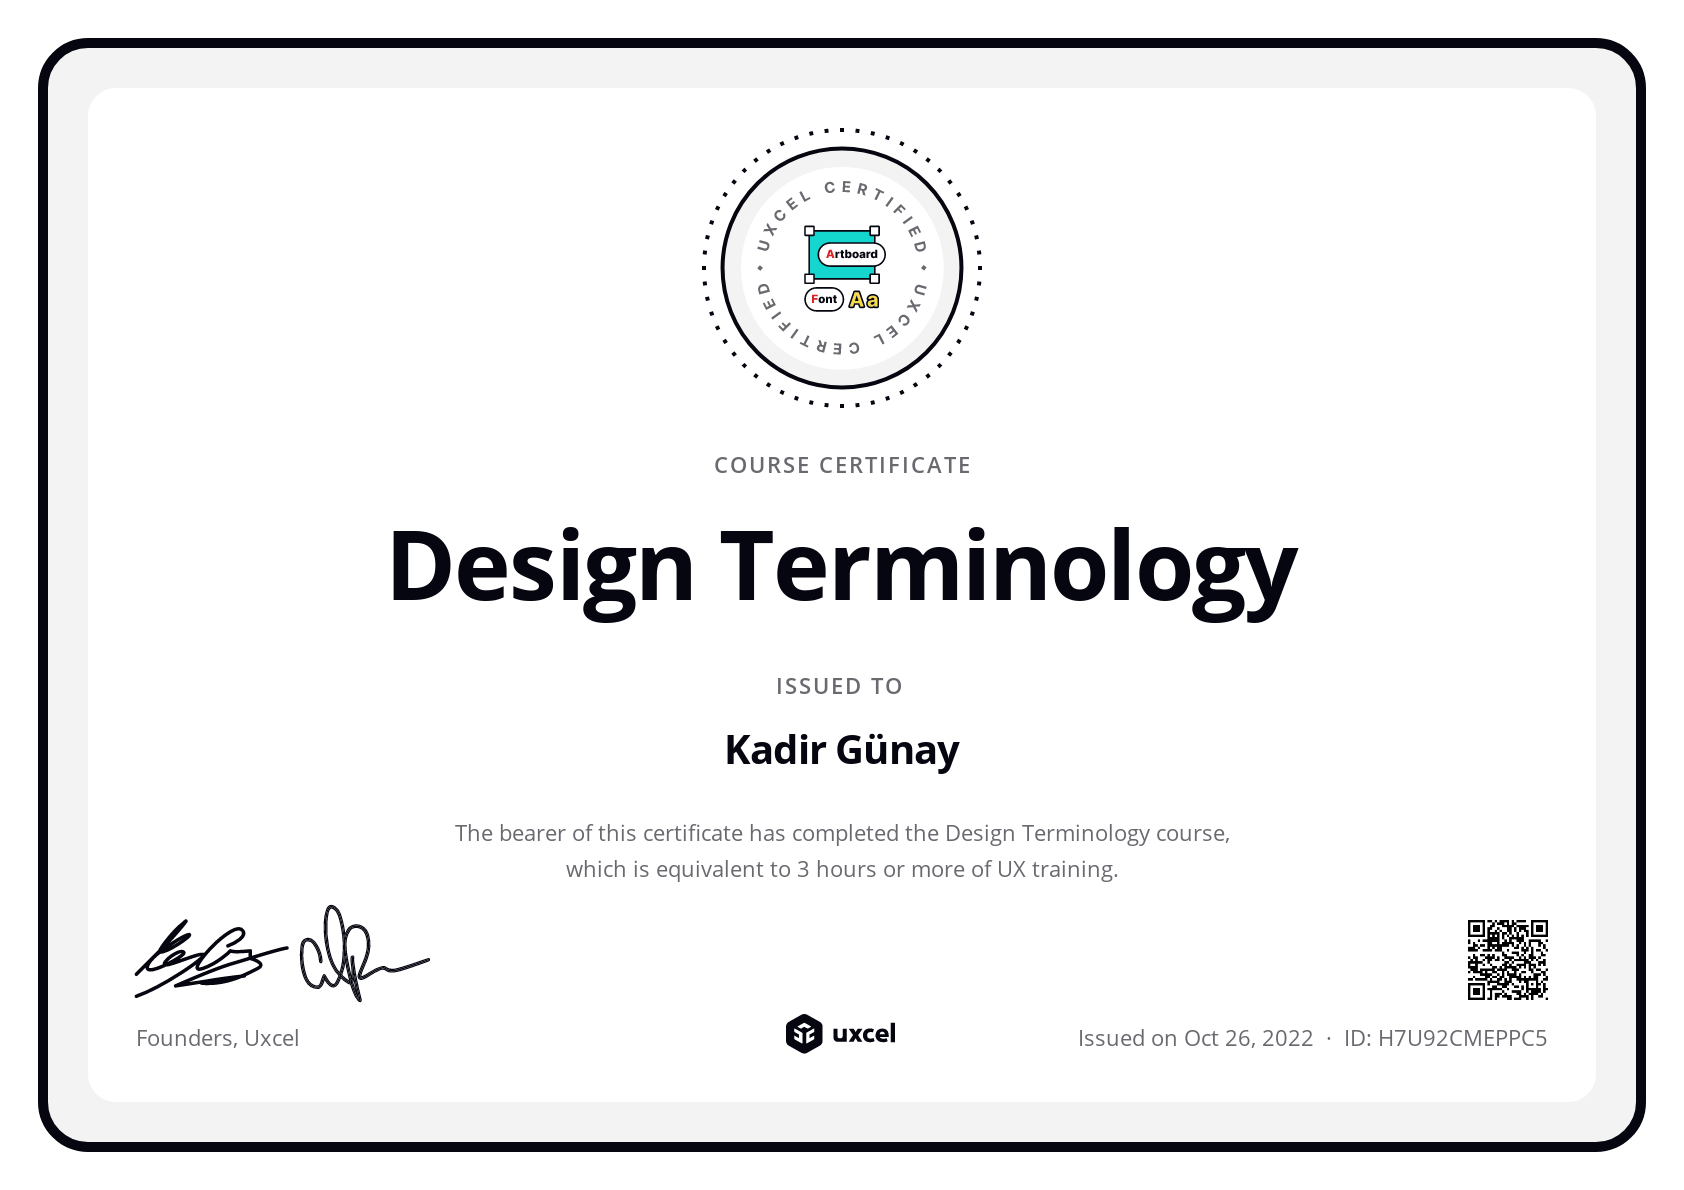 UXCEL CERTIFIED • UXCEL CERTIFIED •
Artboard
Font Aa
COURSE CERTIFICATE
Design Terminology
ISSUED TO
Kadir Günay
The bearer of this certificate has completed the Design Terminology course,
which is equivalent to 3 hours or more of UX training.
Founders, Uxcel
uxcel
Issued on Oct 26, 2022 · ID: H7U92CMEPPC5